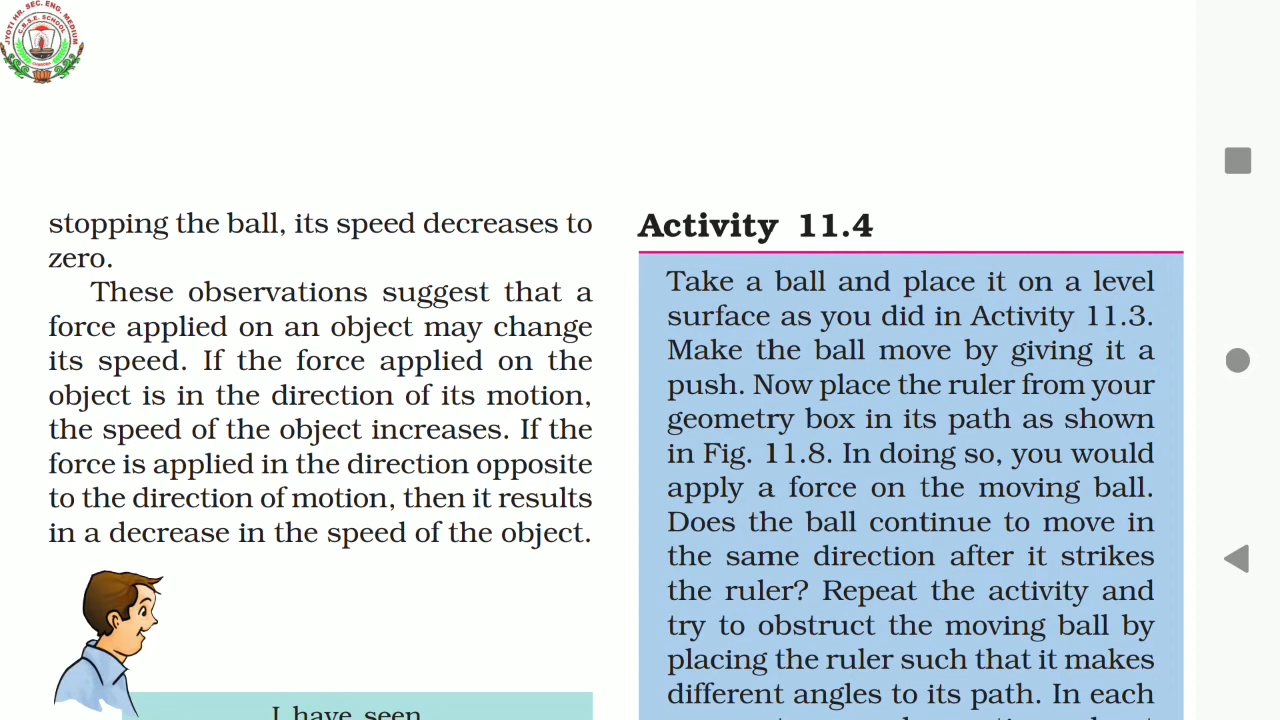 JYOTI HR. SEC. ENG. MEDIUM
C.B.S.E. SCHOOL
stopping the ball, its speed decreases to
zero.
These observations suggest that a
force applied on an object may change
its speed. If the force applied on the
object is in the direction of its motion,
the speed of the object increases. If the
force is applied in the direction opposite
to the direction of motion, then it results
in a decrease in the speed of the object.
I have seen
Activity 11.4
Take a ball and place it on a level
surface as you did in Activity 11.3.
Make the ball move by giving it a
push. Now place the ruler from your
geometry box in its path as shown
in Fig. 11.8. In doing so, you would
apply a force on the moving ball.
Does the ball continue to move in
the same direction after it strikes
the ruler? Repeat the activity and
try to obstruct the moving ball by
placing the ruler such that it makes
different angles to its path. In each